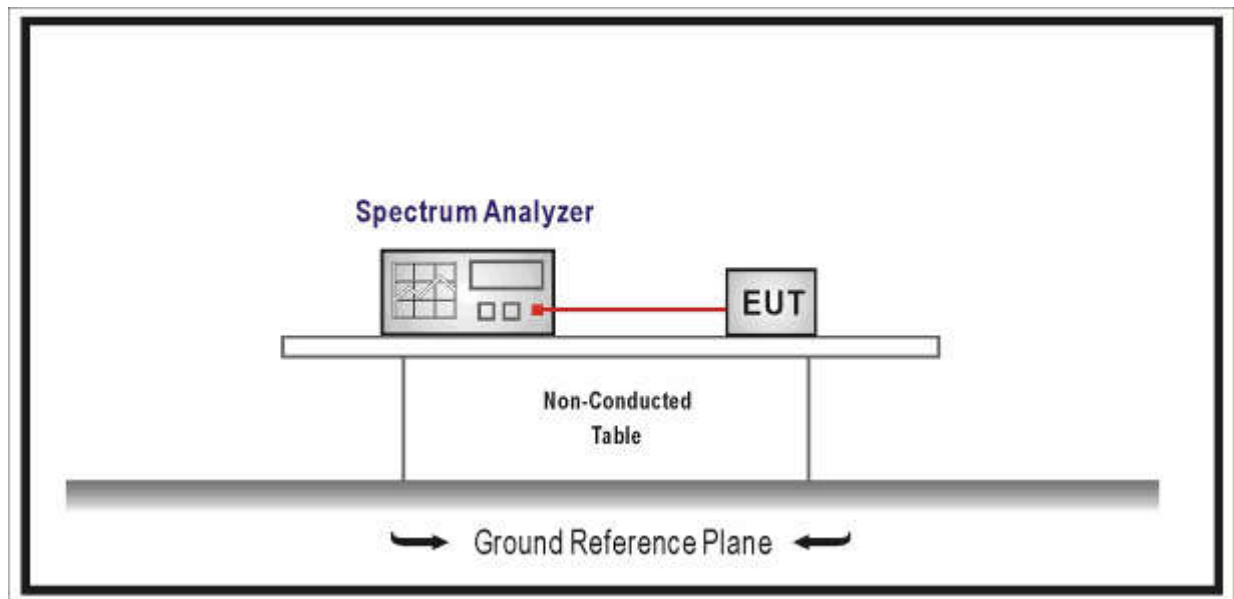 Spectrum Analyzer
EUT
Non-Conducted
Table
Ground Reference Plane